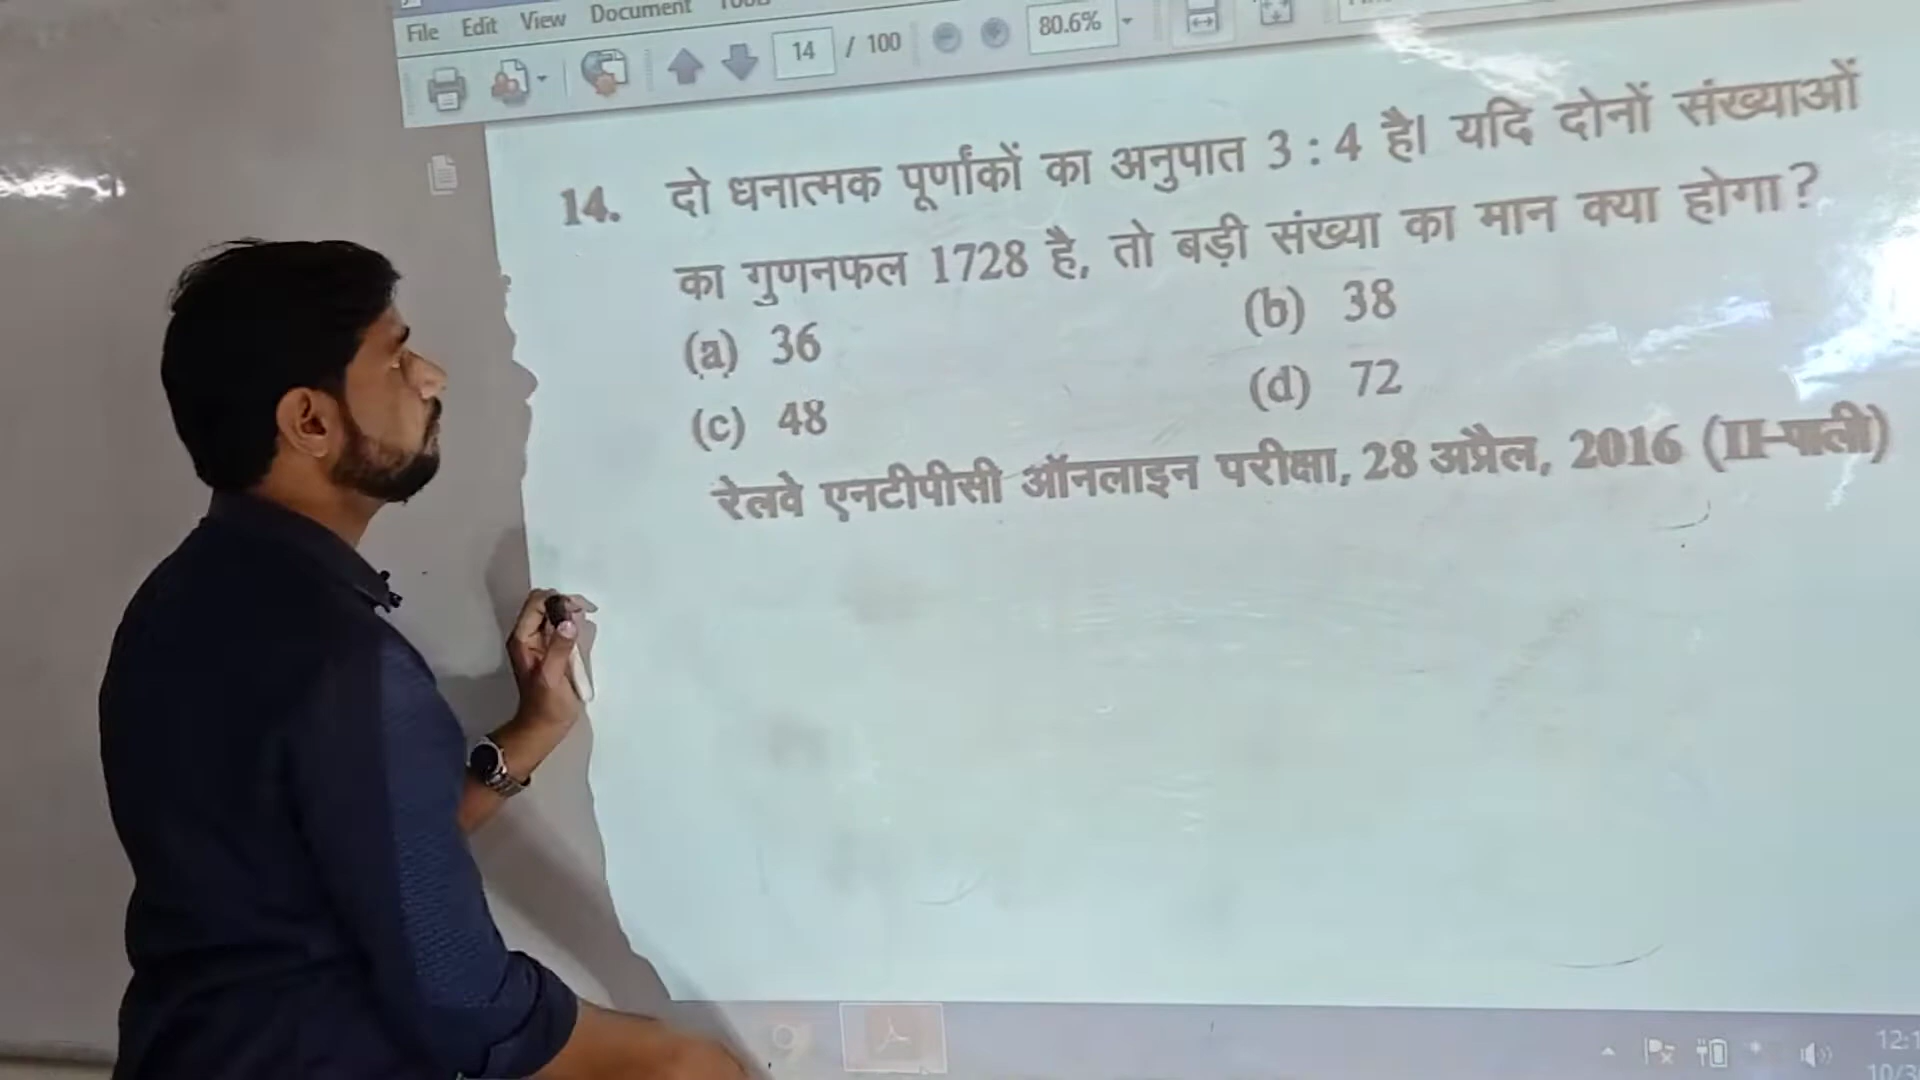 File Edit View Document
14 / 100 80.6%
14. दो धनात्मक पूर्णांकों का अनुपात 3 : 4 है। यदि दोनों संख्याओं
का गुणनफल 1728 है, तो बड़ी संख्या का मान क्या होगा?
(a) 36 (b) 38
(c) 48 (d) 72
रेलवे एनटीपीसी ऑनलाइन परीक्षा, 28 अप्रैल, 2016 (II-पाली)